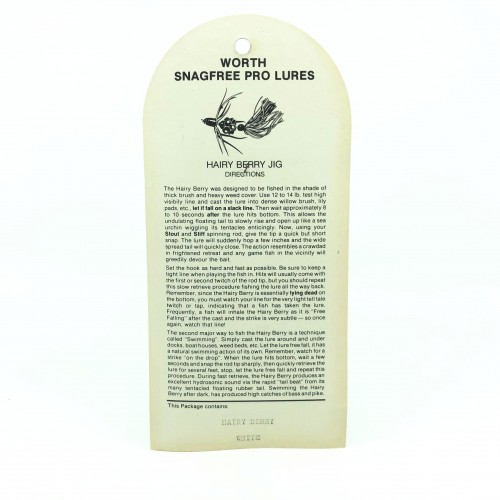 WORTH
SNAGFREE PRO LURES
HAIRY BERRY JIG
DIRECTIONS
The Hairy Berry was designed to be fished in the shade of
thick brush and heavy weed cover. Use 12 to 14 lb. test high
visibily line and cast the lure into dense willow brush, lily
pads, etc., let if fall on a slack line. Then wait approximately 8
to 10 seconds after the lure hits bottom. This allows the
undulating floating tail to slowly rise and open up like a sea
urchin wiggling its tentacles enticingly. Now, using your
Stout and Stiff spinning rod, give the tip a quick but short
snap. The lure will suddenly hop a few inches and the wide
spread tail will quickly close. The action resembles a crawdad
in frightened retreat and any game fish in the vicinity will
greedily devour the bait.
Set the hook as hard and fast as possible. Be sure to keep a
tight line when playing the fish in. Hits will usually come with
the first or second twitch of the rod tip, but you should repeat
this slow retrieve procedure fishing the lure all the way back.
Remember, since the Hairy Berry is essentially lying dead on
the bottom, you must watch your line for the very light tell tale
twitch or tap, indicating that a fish has taken the lure.
Frequently, a fish will inhale the Hairy Berry as it is "Free
Falling" after the cast and the strike is very subtle — so once
again, watch that line!
The second major way to fish the Hairy Berry is a technique
called "Swimming". Simply cast the lure around and under
docks, boat houses, weed beds, etc. Let the lure free fall, it has
a natural swimming action of its own. Remember, watch for a
strike "on the drop". When the lure hits bottom, wait a few
seconds and snap the rod tip sharply, then quickly retrieve the
lure for several feet, stop, let the lure free fall and repeat this
procedure. During fast retrieve, the Hairy Berry produces an
excellent hydrosonic sound via the rapid "tail beat" from its
many tentacled floating rubber tail. Swimming the Hairy
Berry after dark, has produced high catches of bass and pike.
This Package contains:
HAIRY BERRY
WHITE